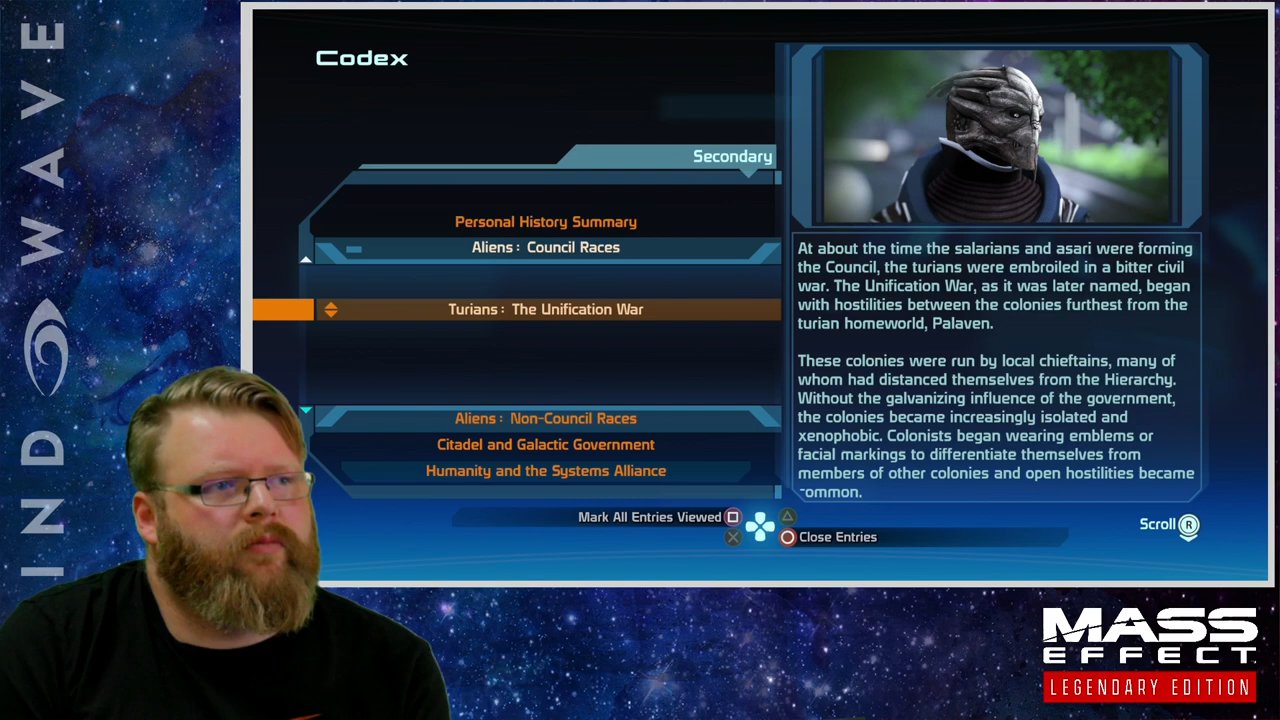 INDWAVE
Codex
Secondary
Personal History Summary
Aliens: Council Races
Turians: The Unification War
Aliens: Non-Council Races
Citadel and Galactic Government
Humanity and the Systems Alliance
At about the time the salarians and asari were forming
the Council, the turians were embroiled in a bitter civil
war. The Unification War, as it was later named, began
with hostilities between the colonies furthest from the
turian homeworld, Palaven.
These colonies were run by local chieftains, many of
whom had distanced themselves from the Hierarchy.
Without the galvanizing influence of the government,
the colonies became increasingly isolated and
xenophobic. Colonists began wearing emblems or
facial markings to differentiate themselves from
members of other colonies and open hostilities became
common.
Mark All Entries Viewed
Close Entries
Scroll R
MASS
EFFECT
LEGENDARY EDITION